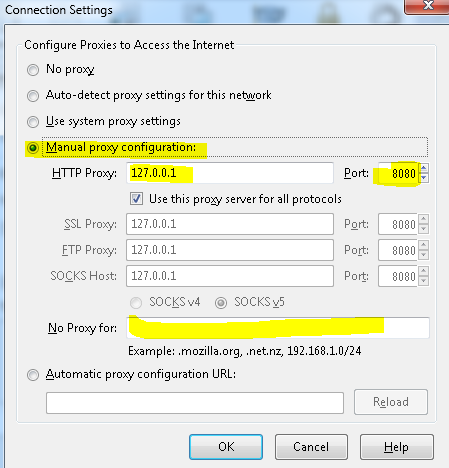 Connection Settings
Configure Proxies to Access the Internet
No proxy
Auto-detect proxy settings for this network
Use system proxy settings
Manual proxy configuration:
HTTP Proxy: 127.0.0.1 Port: 8080
Use this proxy server for all protocols
SSL Proxy: 127.0.0.1 Port: 8080
FTP Proxy: 127.0.0.1 Port: 8080
SOCKS Host: 127.0.0.1 Port: 8080
SOCKS v4 SOCKS v5
No Proxy for:
Example: .mozilla.org, .net.nz, 192.168.1.0/24
Automatic proxy configuration URL:
Reload
OK Cancel Help